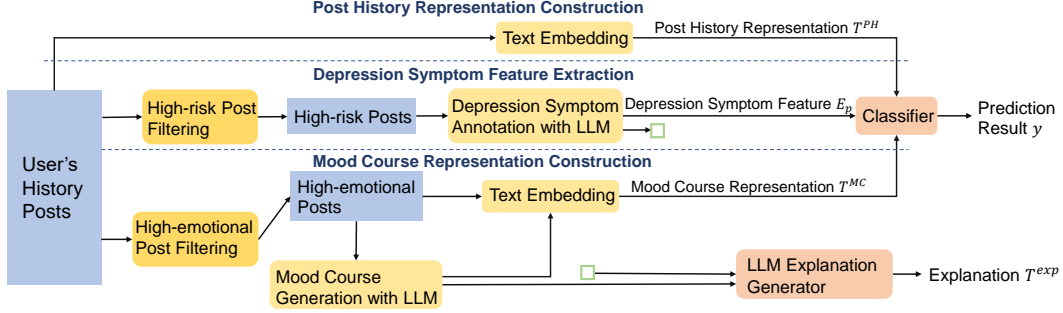 Post History Representation Construction
Text Embedding
Post History Representation T^{PH}
Depression Symptom Feature Extraction
User's
History
Posts
High-risk Post
Filtering
High-risk Posts
Depression Symptom
Annotation with LLM
Depression Symptom Feature E_p
Classifier
Prediction
Result y
Mood Course Representation Construction
High-emotional
Post Filtering
High-emotional
Posts
Text Embedding
Mood Course Representation T^{MC}
Mood Course
Generation with LLM
LLM Explanation
Generator
Explanation T^{exp}